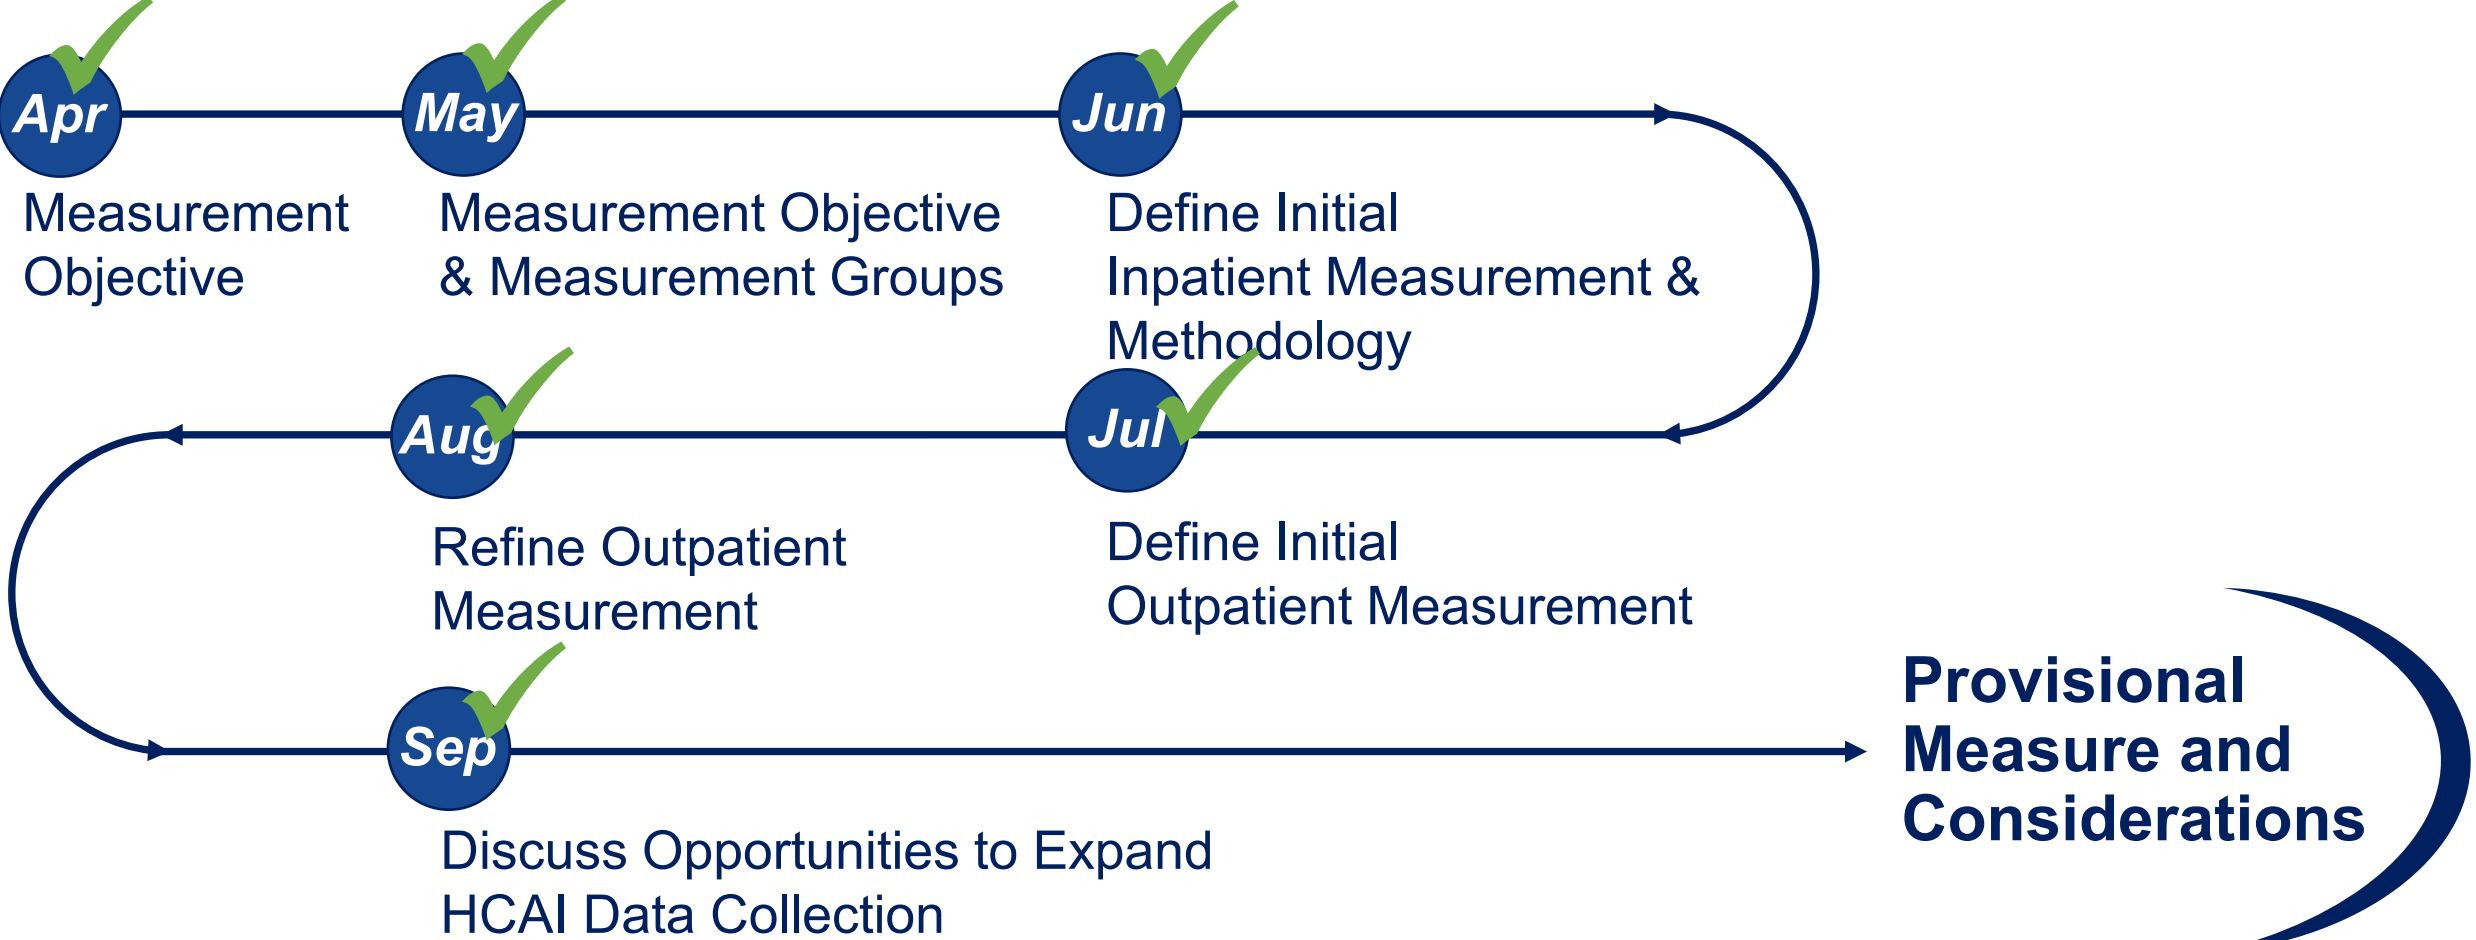 Apr
May
Jun
Measurement
Objective
Measurement Objective
& Measurement Groups
Define Initial
Inpatient Measurement &
Methodology
Jul
Define Initial
Outpatient Measurement
Aug
Refine Outpatient
Measurement
Sep
Discuss Opportunities to Expand
HCAI Data Collection
Provisional
Measure and
Considerations